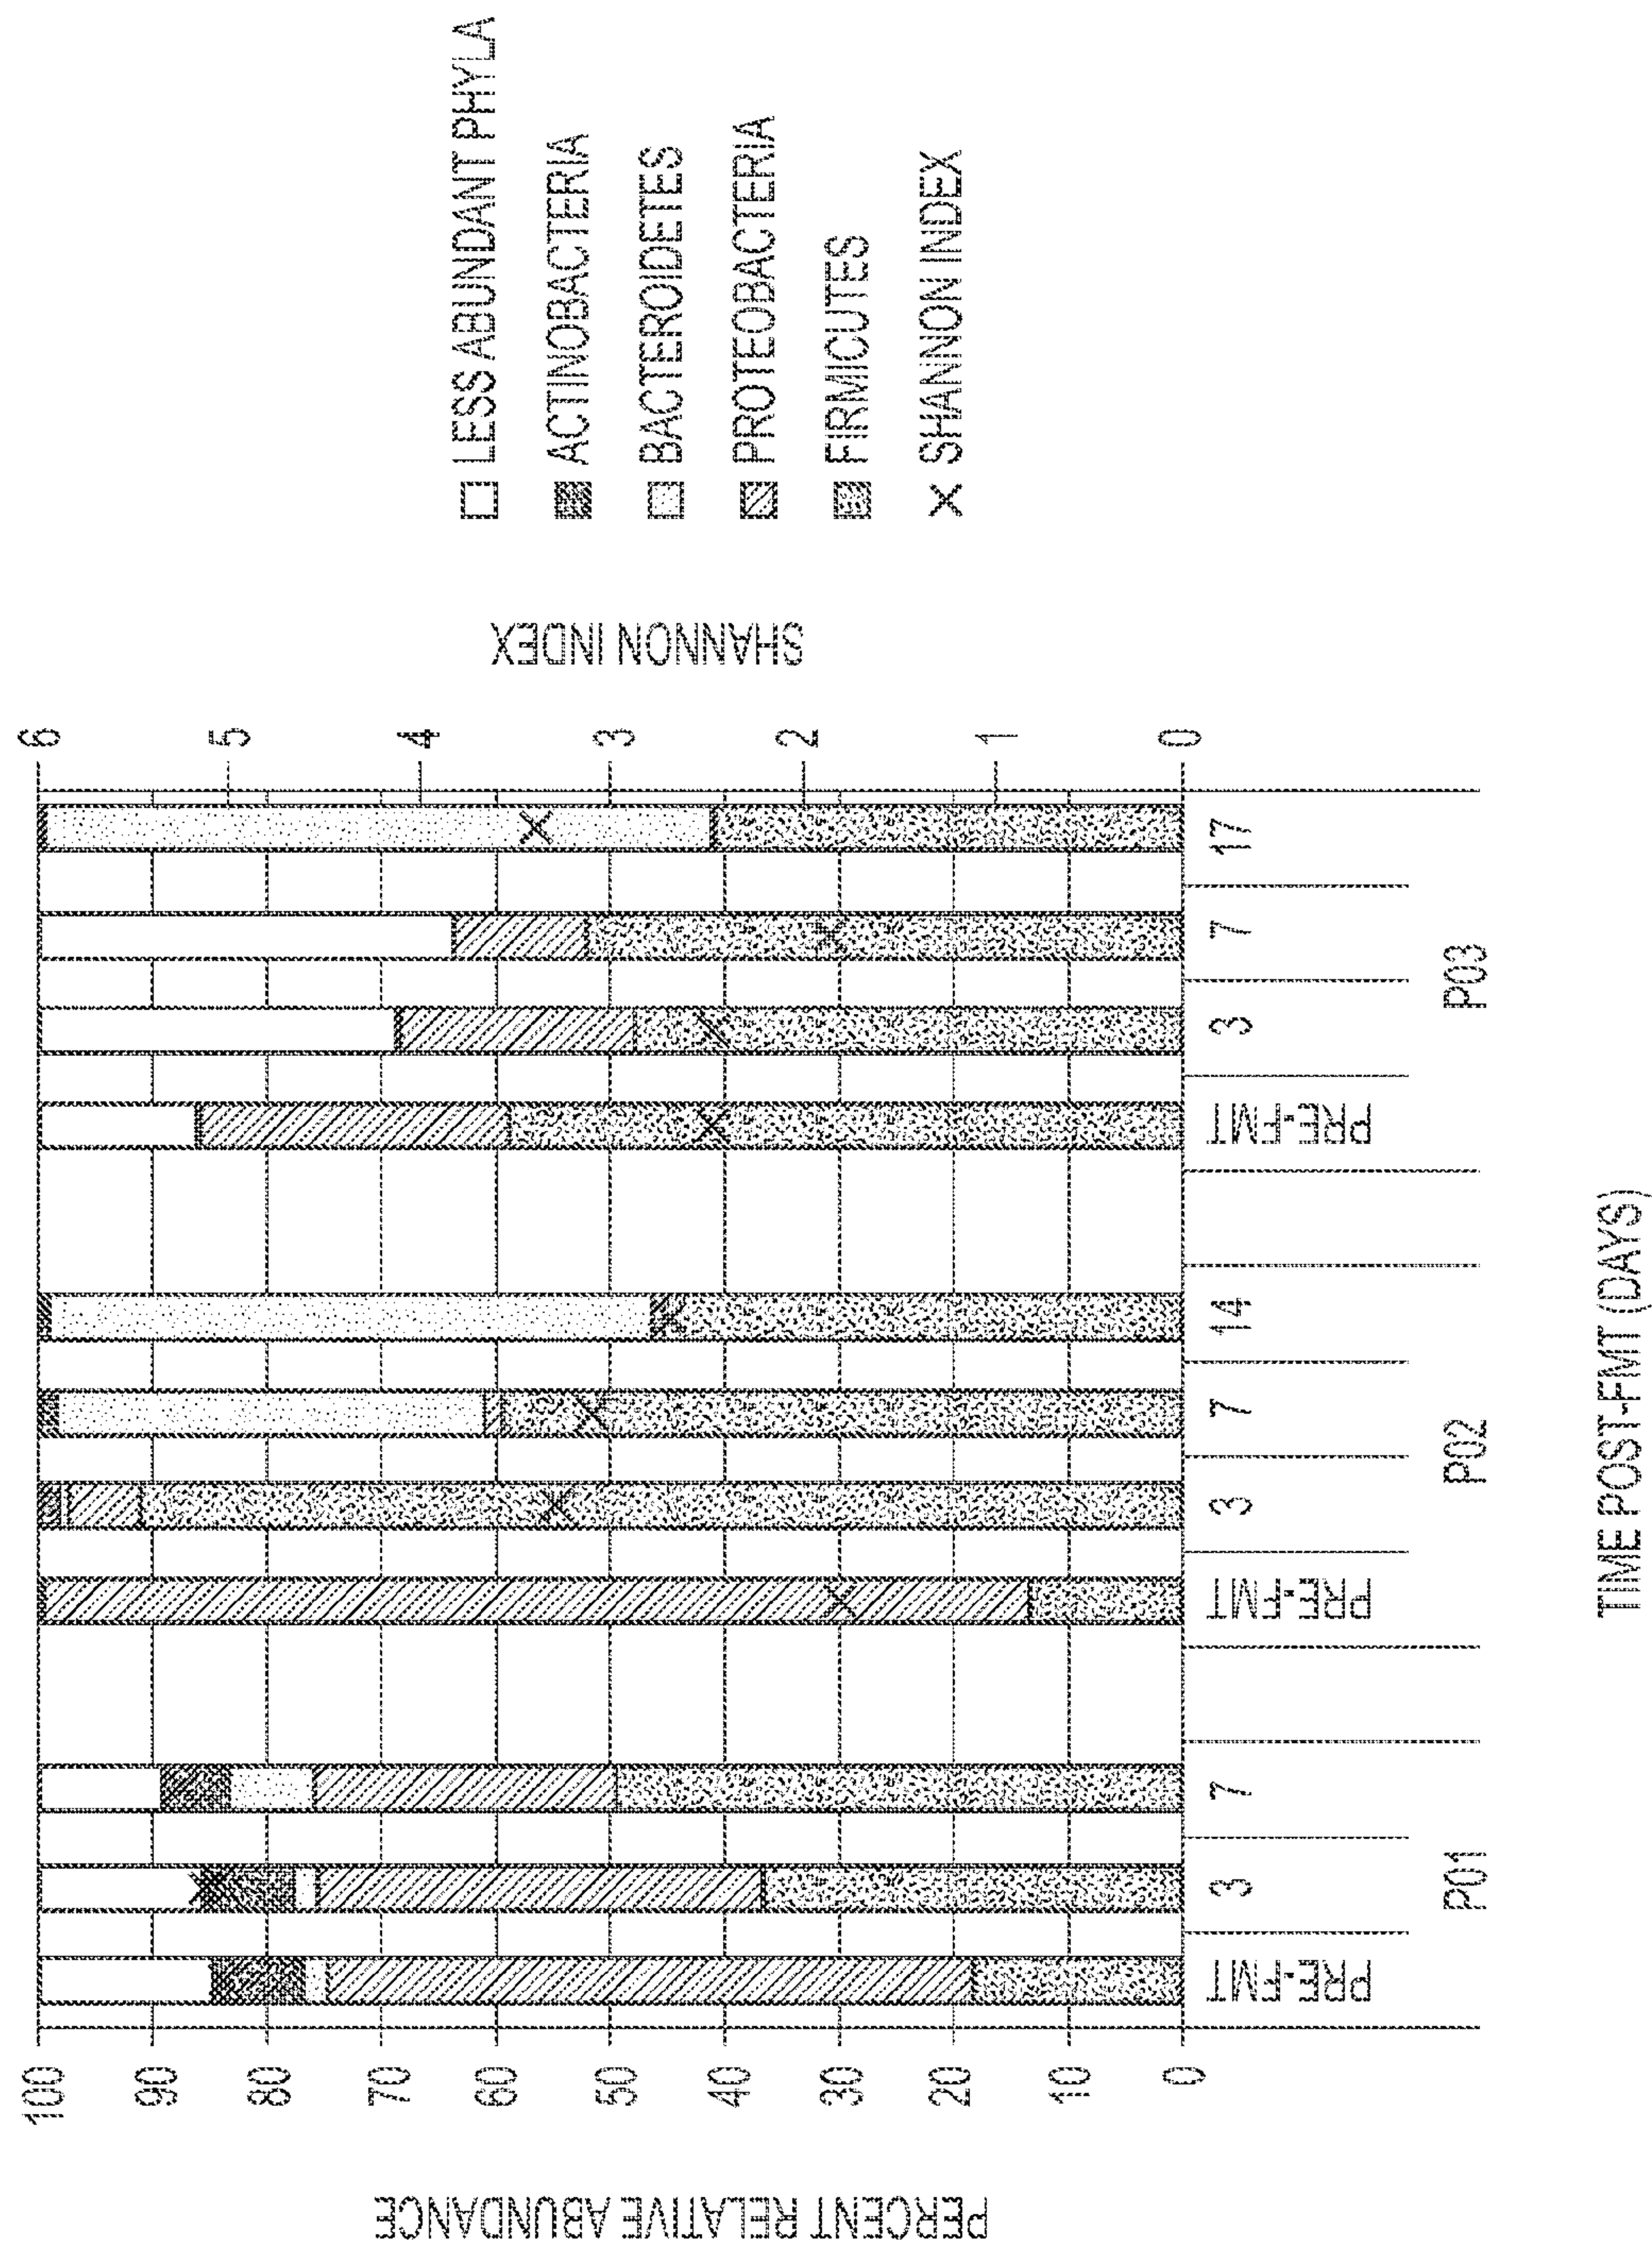 PERCENT RELATIVE ABUNDANCE
100
90
80
70
60
50
40
30
20
10
0
6
5
4
3
2
1
0
SHANNON INDEX
PRE-FMT 3 7 PRE-FMT 3 7 14 PRE-FMT 3 7 17
P01 P02 P03
TIME POST-FMT (DAYS)
LESS ABUNDANT PHYLA
ACTINOBACTERIA
BACTEROIDETES
PROTEOBACTERIA
FIRMICUTES
SHANNON INDEX